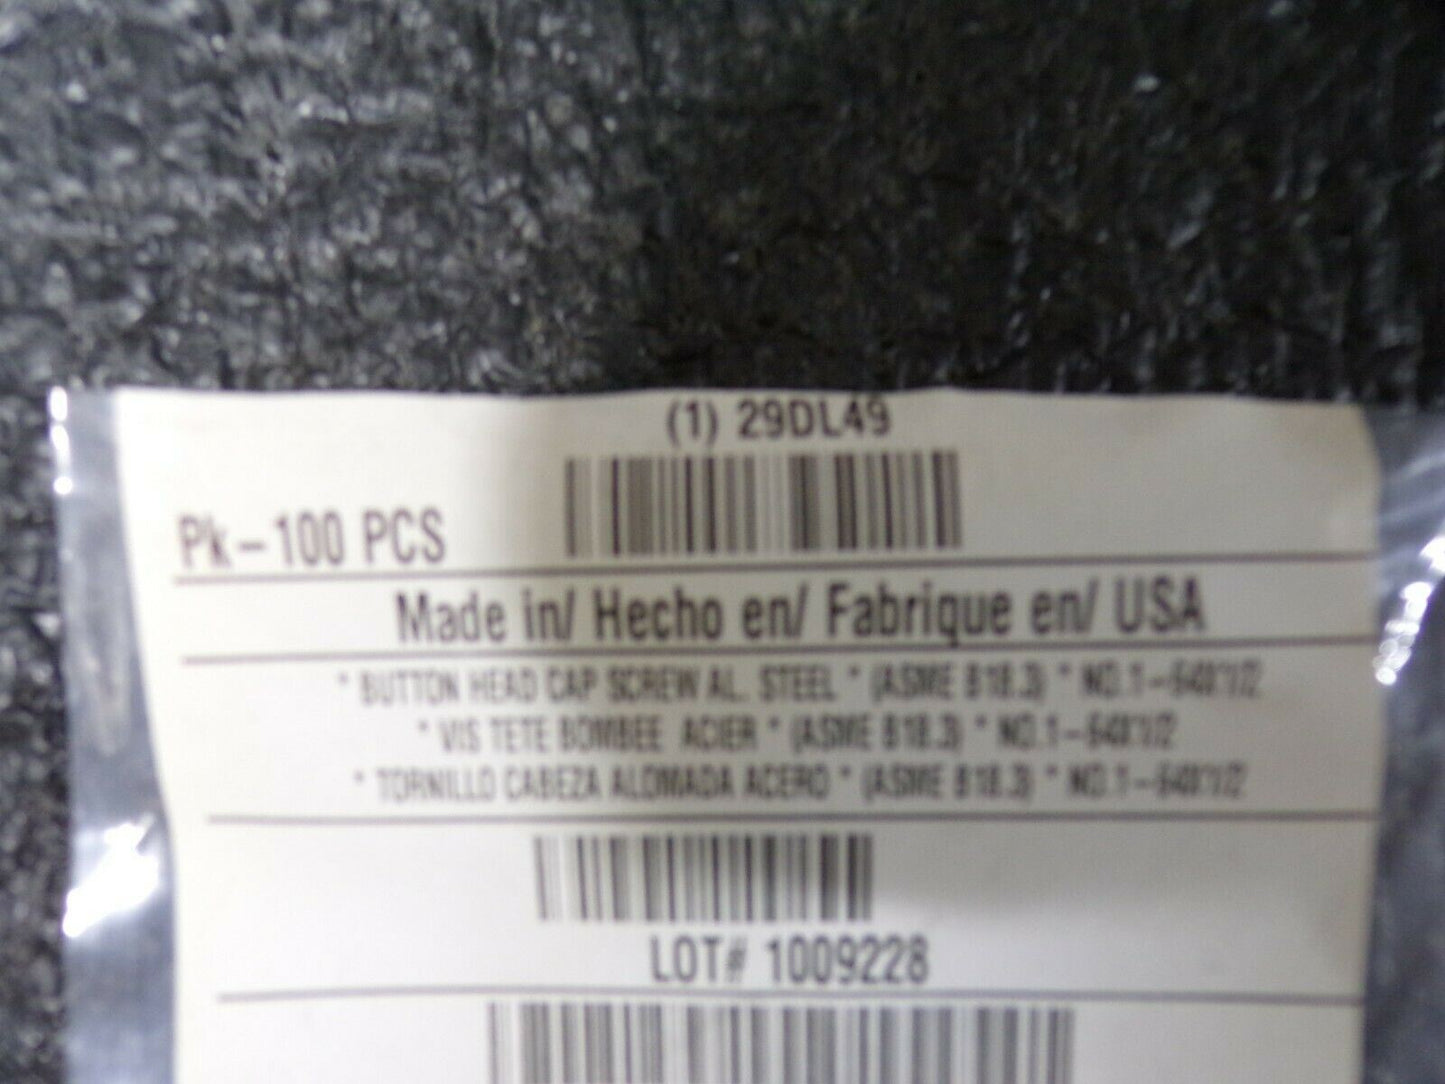 (1) 29DL49
Pk-100 PCS
Made in/ Hecho en/ Fabrique en/ USA
* BUTTON HEAD CAP SCREW AL. STEEL * (ASME B18.3) * NO.1-64X1/2
* VIS TETE BOMBEE ACIER * (ASME B18.3) * NO.1-64X1/2
* TORNILLO CABEZA ALOMADA ACERO * (ASME B18.3) * NO.1-64X1/2
LOT# 1009228